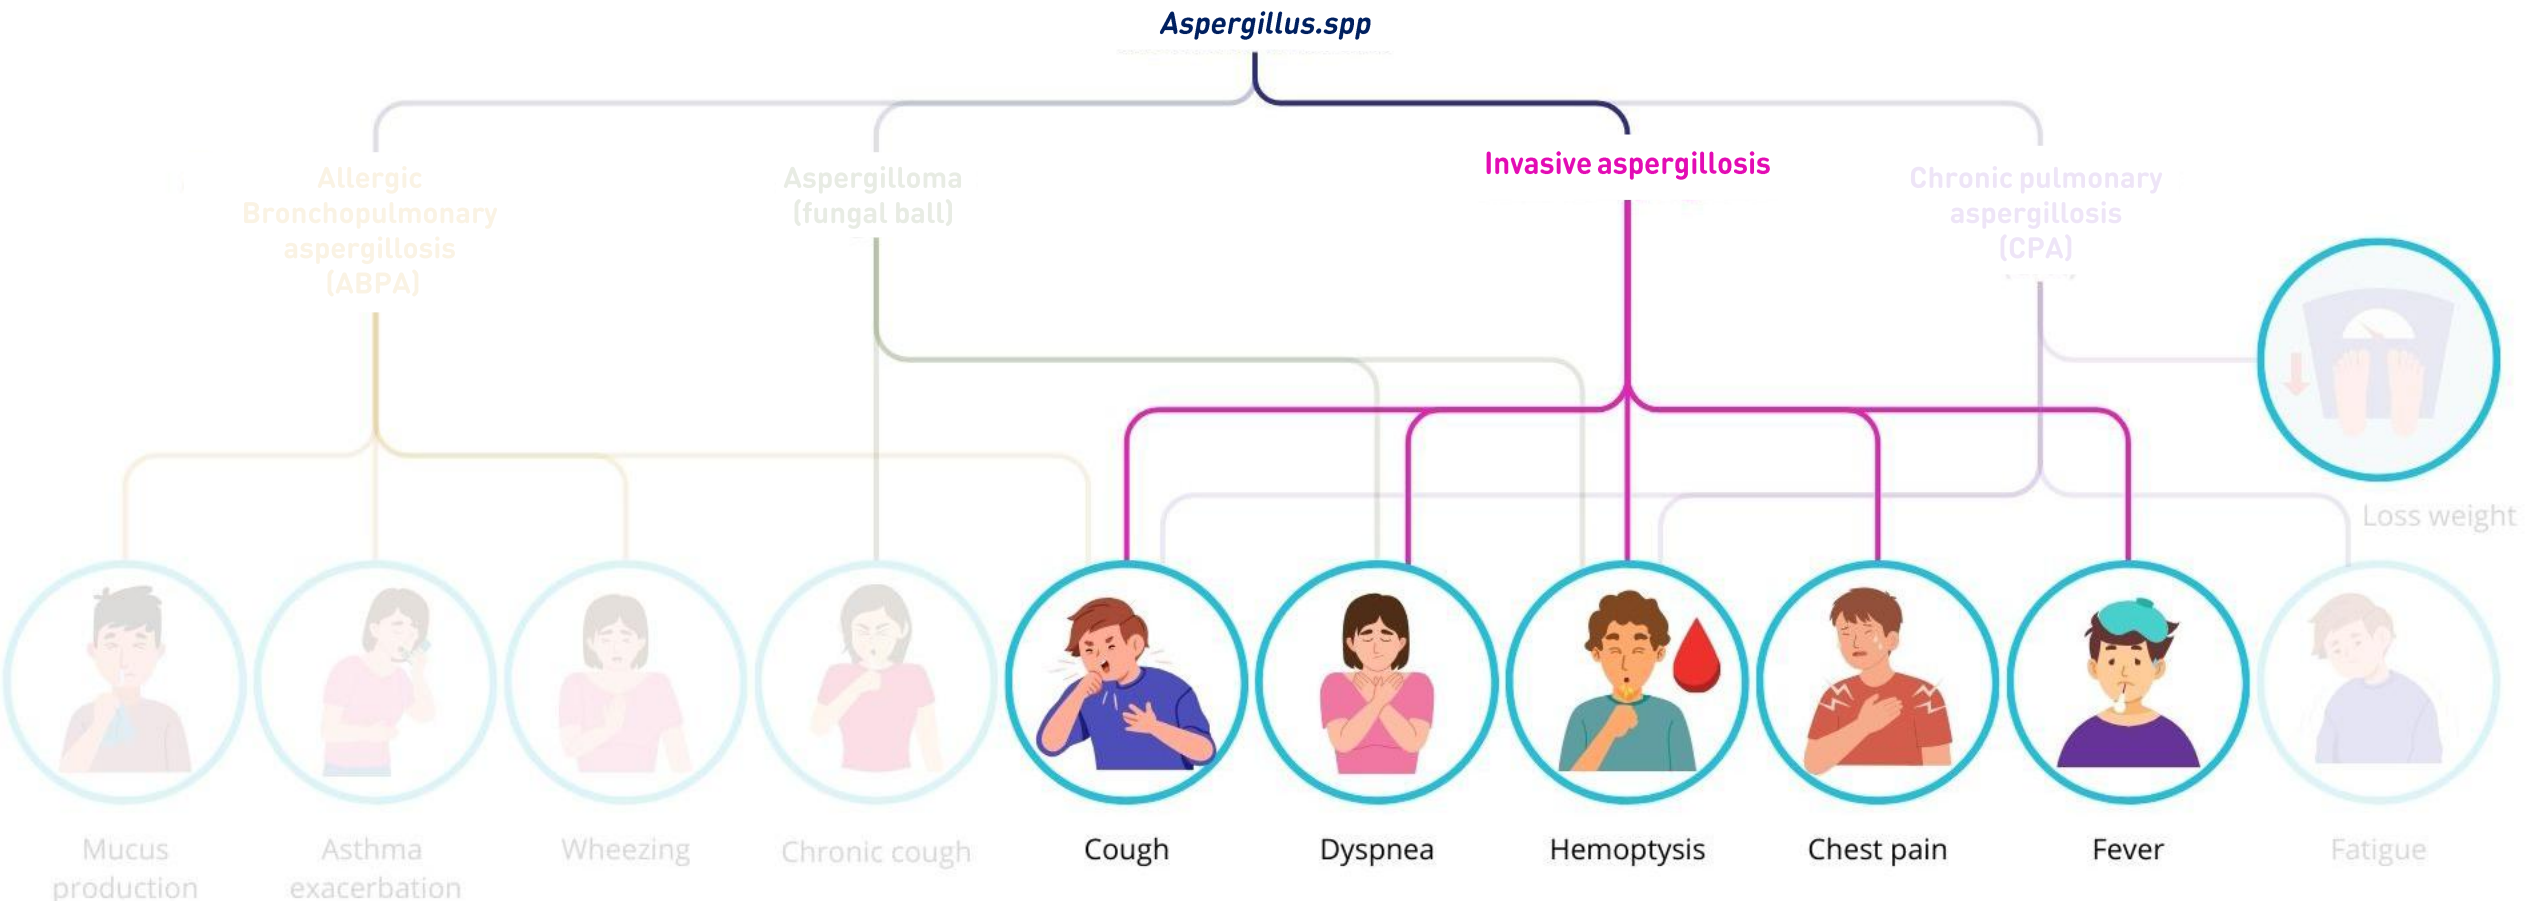 Aspergillus.spp
Allergic
Bronchopulmonary
aspergillosis
(ABPA)
Aspergilloma
(fungal ball)
Invasive aspergillosis
Chronic pulmonary
aspergillosis
(CPA)
Loss weight
Mucus
production
Asthma
exacerbation
Wheezing
Chronic cough
Cough
Dyspnea
Hemoptysis
Chest pain
Fever
Fatigue